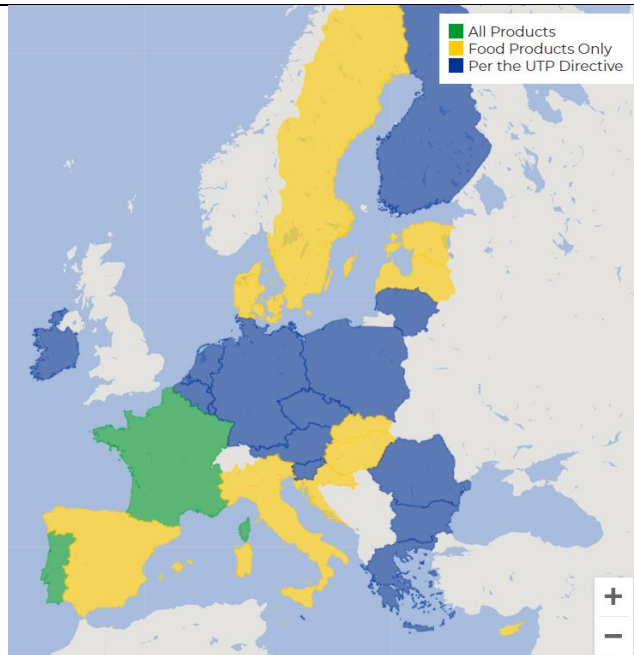 All Products
Food Products Only
Per the UTP Directive
+
−